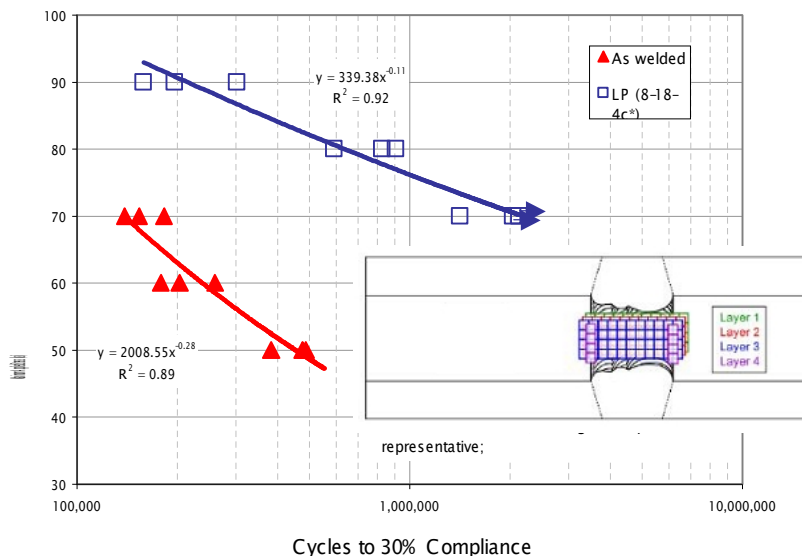 100
90
80
70
60
50
40
30
y = 339.38x^-0.11
R^2 = 0.92
As welded
LP (8-18-
4c*)
y = 2008.55x^-0.28
R^2 = 0.89
Layer 1
Layer 2
Layer 3
Layer 4
representative;
100,000
1,000,000
10,000,000
Cycles to 30% Compliance